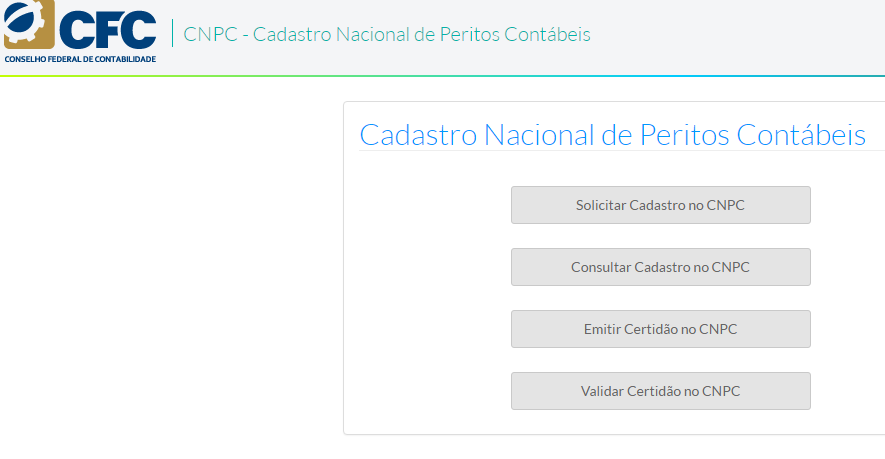 CFC
CONSELHO FEDERAL DE CONTABILIDADE
CNPC - Cadastro Nacional de Peritos Contábeis
Cadastro Nacional de Peritos Contábeis
Solicitar Cadastro no CNPC
Consultar Cadastro no CNPC
Emitir Certidão no CNPC
Validar Certidão no CNPC